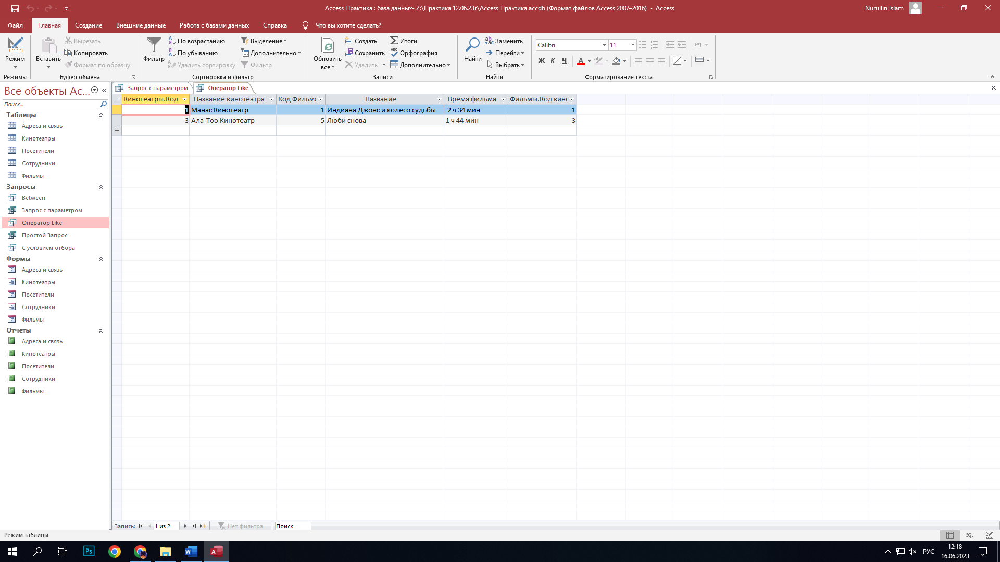 Access Практика : база данных- Z:\Практика 12.06.23г\Access Практика.accdb (Формат файлов Access 2007–2016) - Access
Nurullin Islam
Файл Главная Создание Внешние данные Работа с базами данных Справка Что вы хотите сделать?
Режим
Режимы
Вставить
Вырезать
Копировать
Формат по образцу
Буфер обмена
Фильтр
По возрастанию
По убыванию
Удалить сортировку
Выделение
Дополнительно
Фильтр
Сортировка и фильтр
Обновить
все
Создать
Сохранить
Удалить
Итоги
Орфография
Дополнительно
Записи
Найти
Заменить
Перейти
Выбрать
Найти
Calibri 11
Ж К Ч
Форматирование текста
Все объекты Ac...
Поиск...
Таблицы
Адреса и связь
Кинотеатры
Посетители
Сотрудники
Фильмы
Запросы
Between
Запрос с параметром
Оператор Like
Простой Запрос
С условием отбора
Формы
Адреса и связь
Кинотеатры
Посетители
Сотрудники
Фильмы
Отчеты
Адреса и связь
Кинотеатры
Посетители
Сотрудники
Фильмы
Запрос с параметром Оператор Like
Кинотеатры.Код Название кинотеатра Код Фильма Название Время фильма Фильмы.Код кинс
1 Манас Кинотеатр 1 Индиана Джонс и колесо судьбы 2 ч 34 мин 1
3 Ала-Тоо Кинотеатр 5 Люби снова 1 ч 44 мин 3
Запись: 1 из 2 Нет фильтра Поиск
Режим таблицы
SQL
Ps
РУС
12:18
16.06.2023